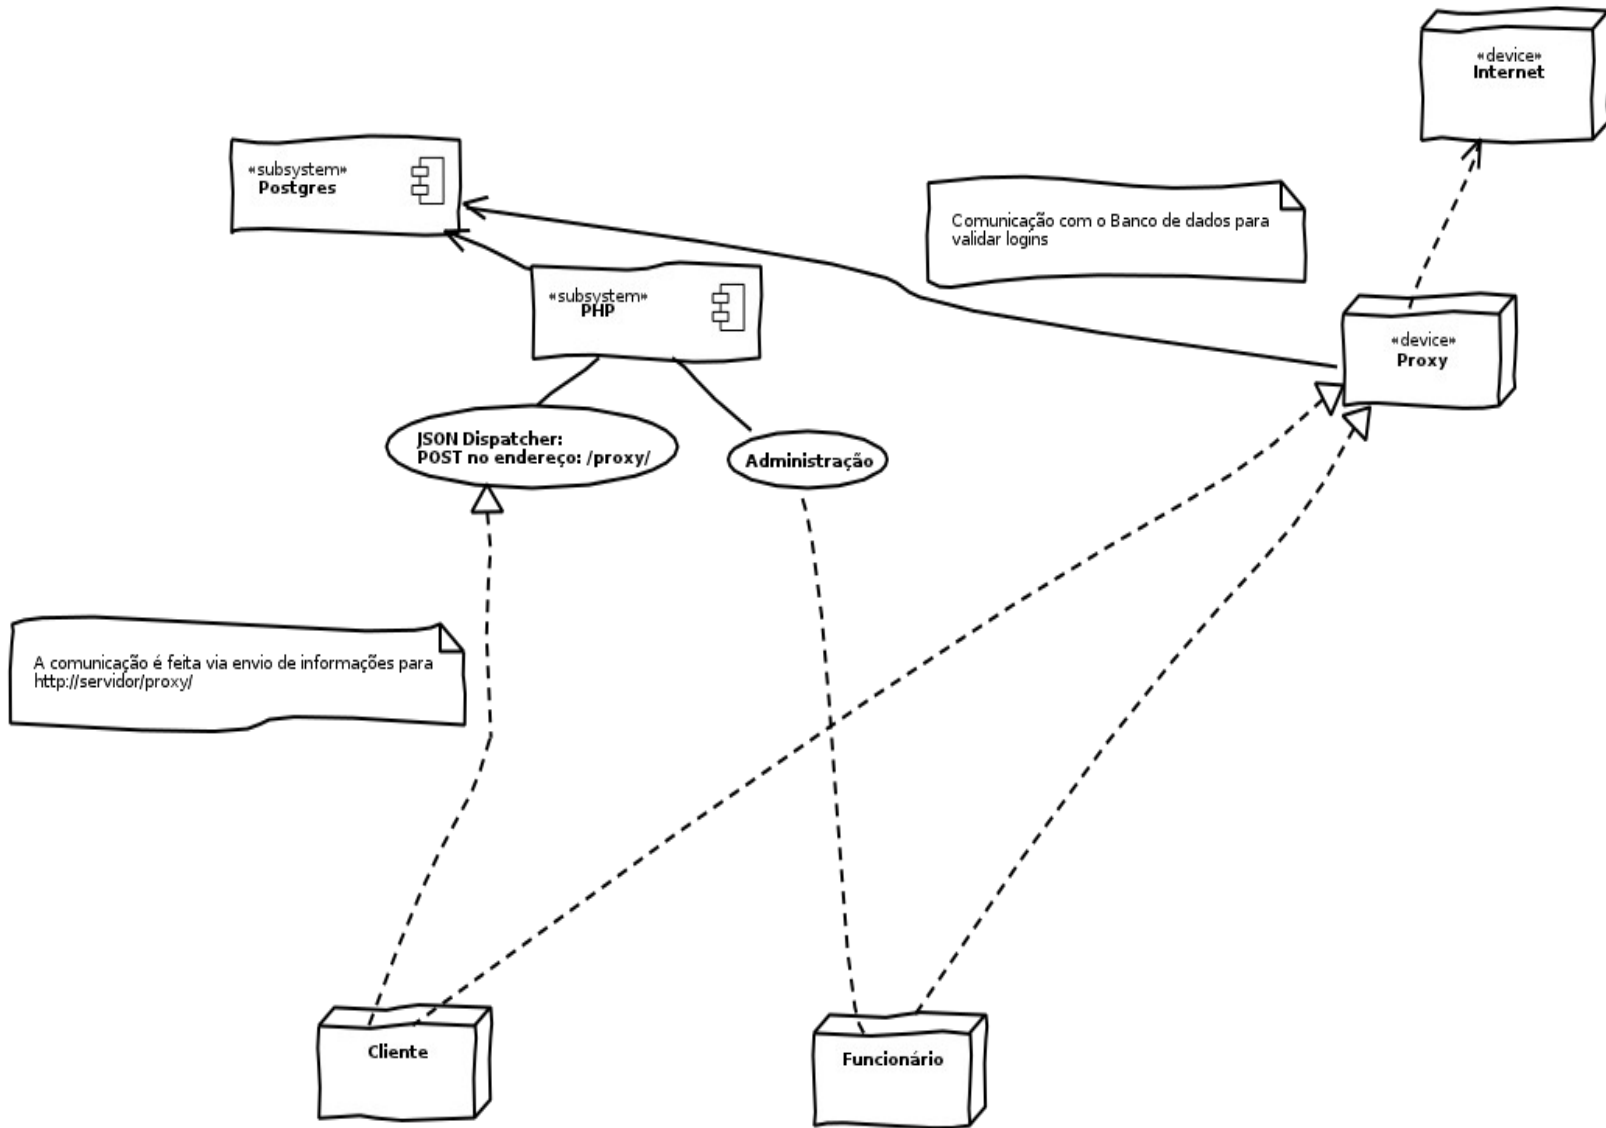 «device»
Internet
«subsystem»
Postgres
Comunicação com o Banco de dados para
validar logins
«subsystem»
PHP
«device»
Proxy
JSON Dispatcher:
POST no endereço: /proxy/
Administração
A comunicação é feita via envio de informações para
http://servidor/proxy/
Cliente
Funcionário